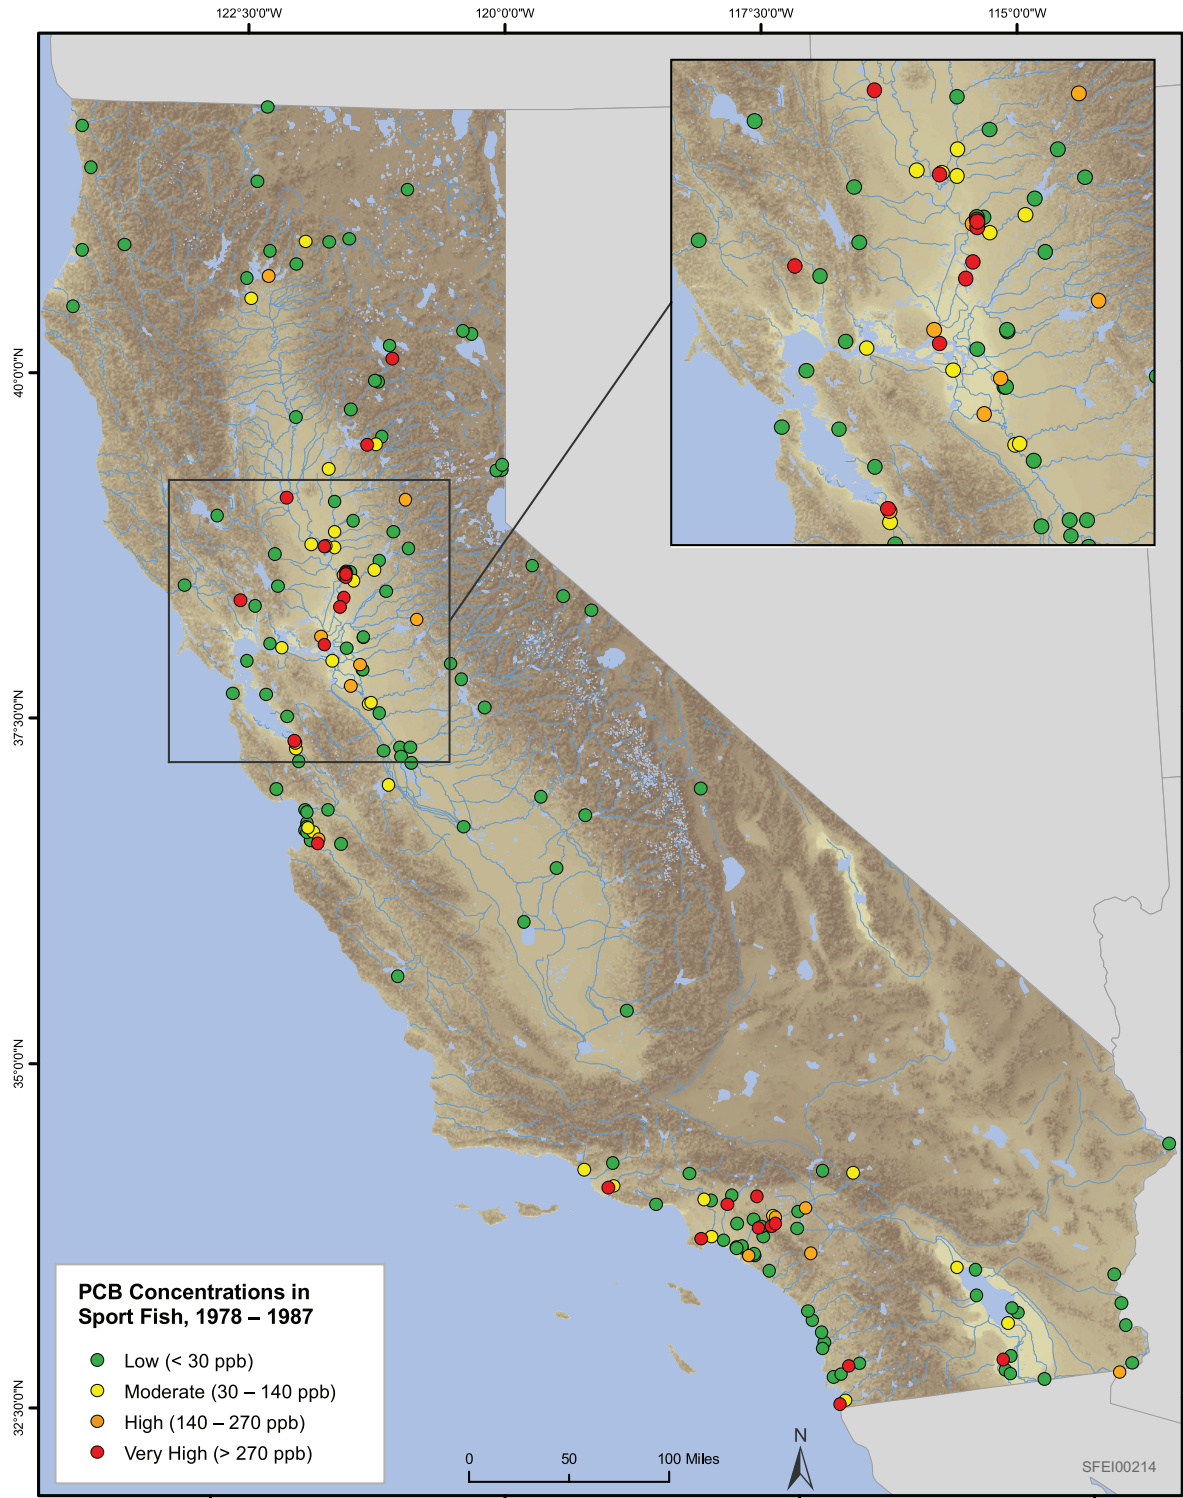 122°30'0"W
120°0'0"W
117°30'0"W
115°0'0"W
40°0'0"N
37°30'0"N
35°0'0"N
32°30'0"N
PCB Concentrations in
Sport Fish, 1978 – 1987
Low (< 30 ppb)
Moderate (30 – 140 ppb)
High (140 – 270 ppb)
Very High (> 270 ppb)
0 50 100 Miles
N
SFEI00214